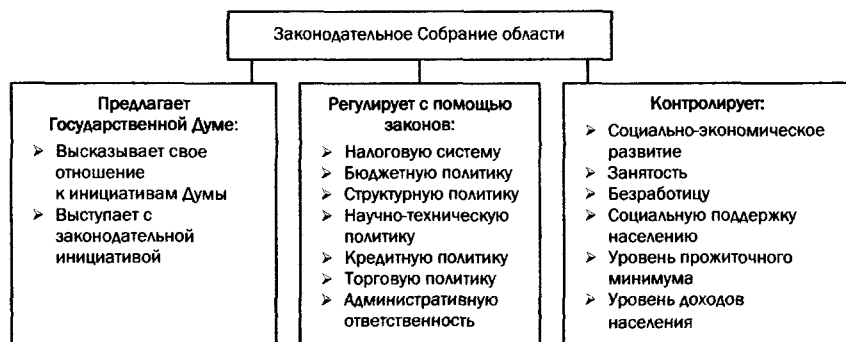 Законодательное Собрание области
Предлагает
Государственной Думе:
➢ Высказывает свое
отношение
к инициативам Думы
➢ Выступает с
законодательной
инициативой
Регулирует с помощью
законов:
➢ Налоговую систему
➢ Бюджетную политику
➢ Структурную политику
➢ Научно-техническую
политику
➢ Кредитную политику
➢ Торговую политику
➢ Административную
ответственность
Контролирует:
➢ Социально-экономическое
развитие
➢ Занятость
➢ Безработицу
➢ Социальную поддержку
населению
➢ Уровень прожиточного
минимума
➢ Уровень доходов
населения